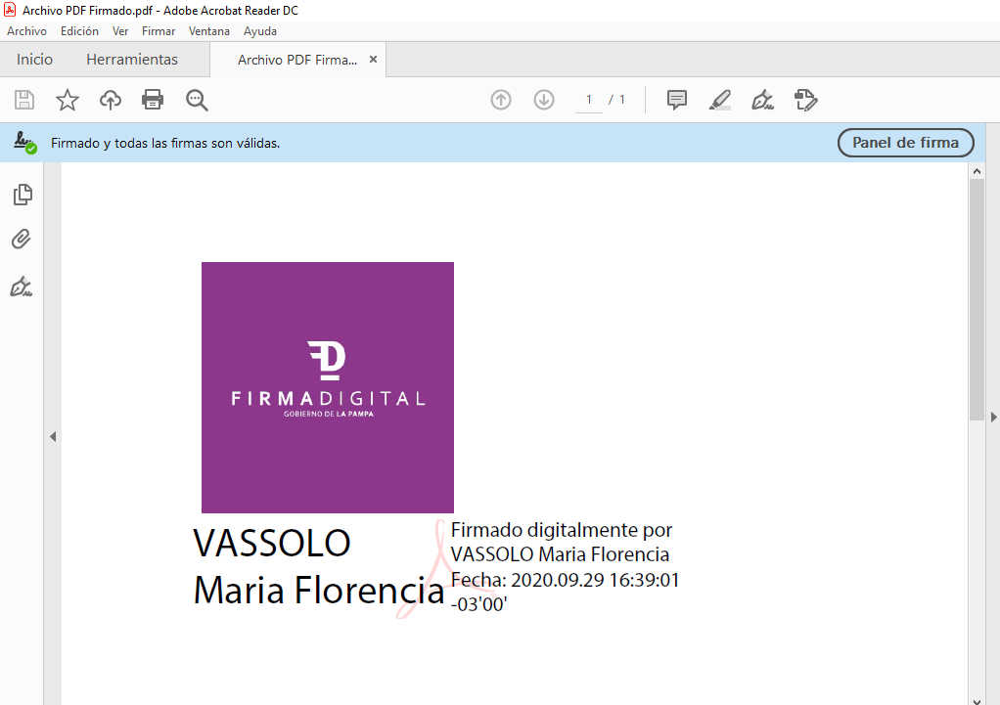 Archivo PDF Firmado.pdf - Adobe Acrobat Reader DC
Archivo Edición Ver Firmar Ventana Ayuda
Inicio Herramientas Archivo PDF Firma... ×
1 / 1
Firmado y todas las firmas son válidas.
Panel de firma
FD
FIRMADIGITAL
GOBIERNO DE LA PAMPA
VASSOLO
Maria Florencia
Firmado digitalmente por
VASSOLO Maria Florencia
Fecha: 2020.09.29 16:39:01
-03'00'